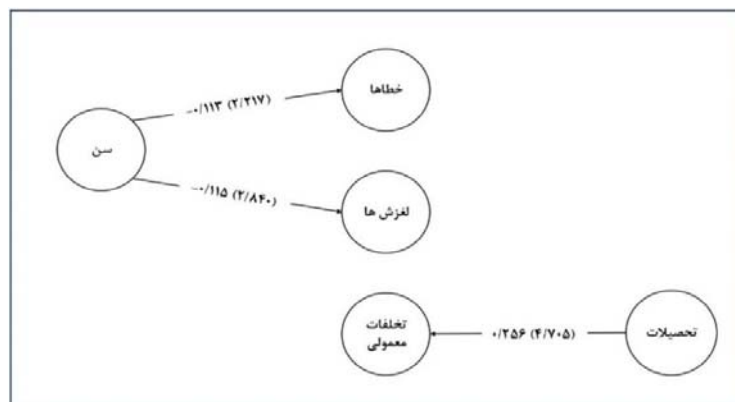 خطاها
-۰/۱۱۳ (۲/۲۱۷)
سن
-۰/۱۱۵ (۲/۸۴۰)
لغزش ها
تخلفات
معمولی
۰/۲۵۶ (۴/۷۰۵)
تحصیلات